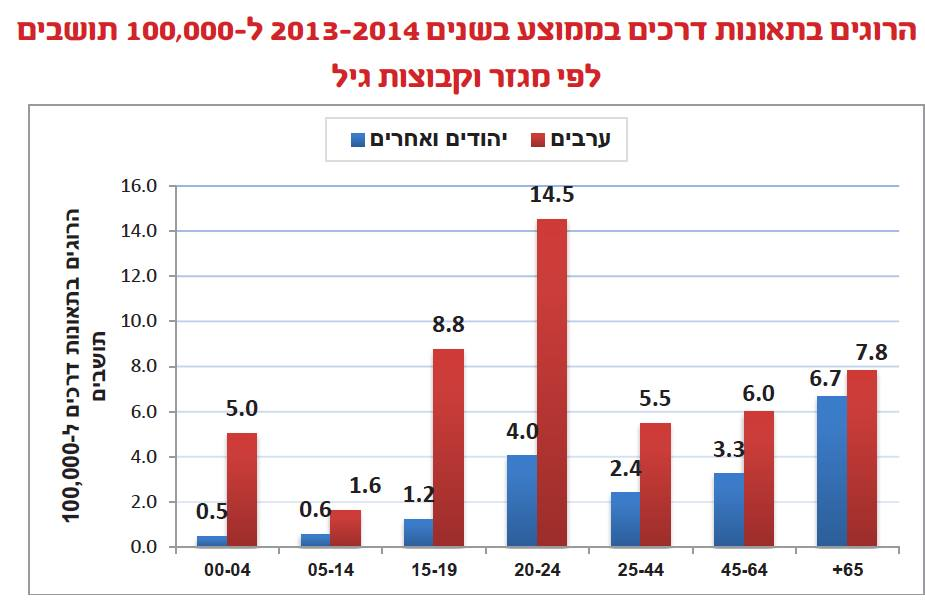 הרוגים בתאונות דרכים בממוצע בשנים 2013-2014 ל-100,000 תושבים
לפי מגזר וקבוצות גיל
יהודים ואחרים ערבים
הרוגים בתאונות דרכים ל-100,000
תושבים
16.0
14.0
12.0
10.0
8.0
6.0
4.0
2.0
0.0
0.5 5.0
0.6 1.6
1.2 8.8
4.0 14.5
2.4 5.5
3.3 6.0
6.7 7.8
00-04 05-14 15-19 20-24 25-44 45-64 +65